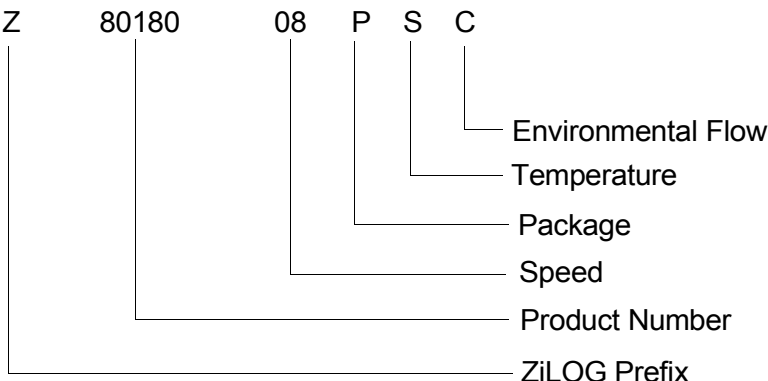 Z 80180 08 P S C
Environmental Flow
Temperature
Package
Speed
Product Number
ZiLOG Prefix